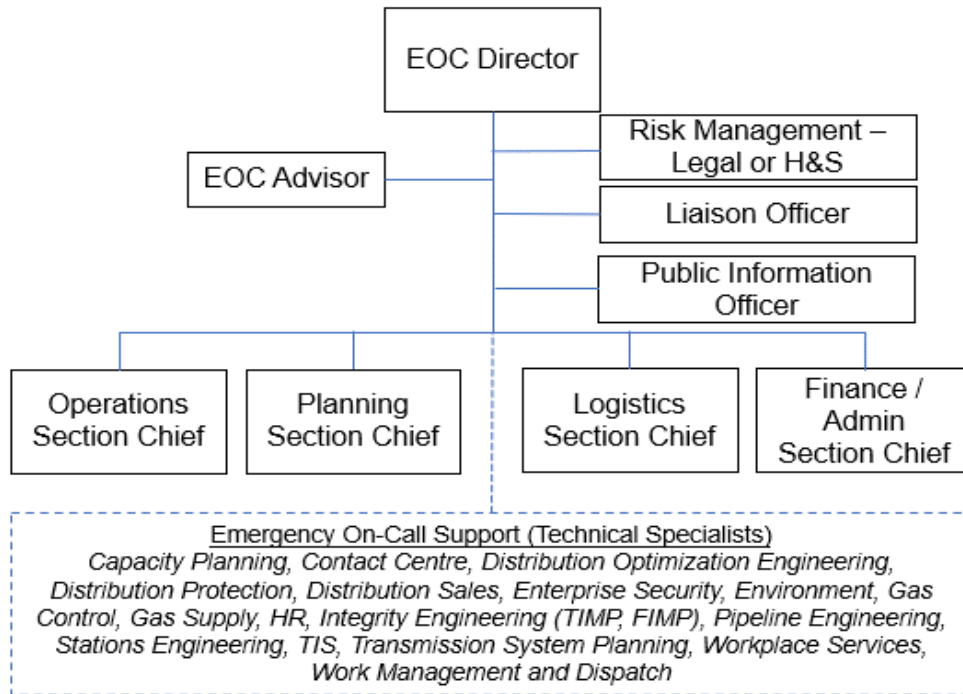 EOC Director
Risk Management –
Legal or H&S
EOC Advisor
Liaison Officer
Public Information
Officer
Operations
Section Chief
Planning
Section Chief
Logistics
Section Chief
Finance /
Admin
Section Chief
Emergency On-Call Support (Technical Specialists)
Capacity Planning, Contact Centre, Distribution Optimization Engineering,
Distribution Protection, Distribution Sales, Enterprise Security, Environment, Gas
Control, Gas Supply, HR, Integrity Engineering (TIMP, FIMP), Pipeline Engineering,
Stations Engineering, TIS, Transmission System Planning, Workplace Services,
Work Management and Dispatch